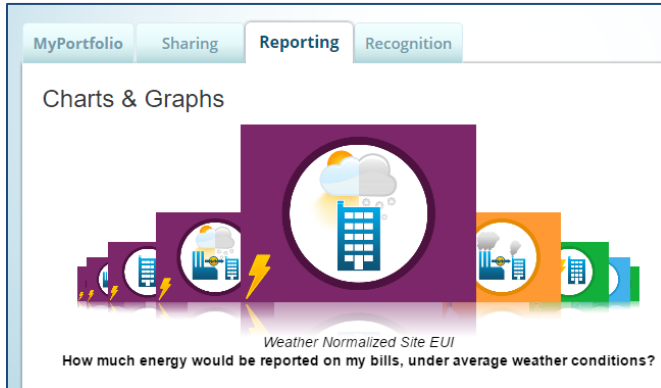 MyPortfolio Sharing Reporting Recognition
Charts & Graphs
Weather Normalized Site EUI
How much energy would be reported on my bills, under average weather conditions?